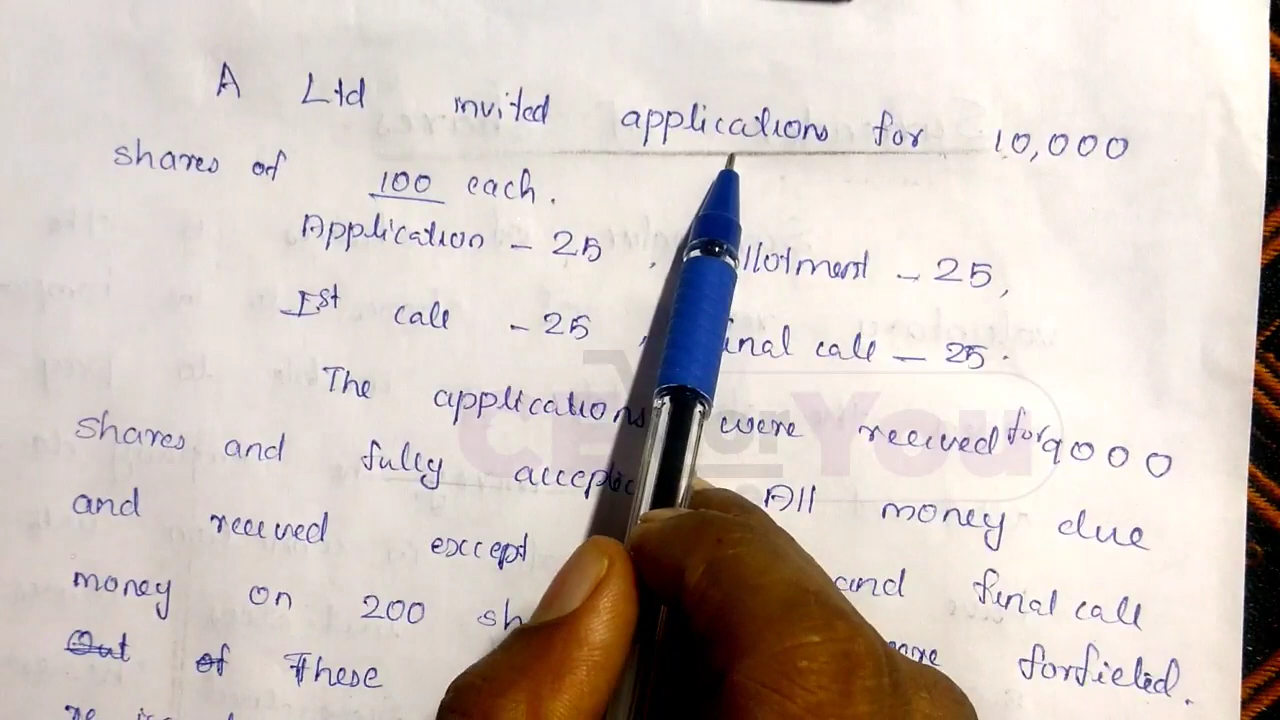 A Ltd invited applications for 10,000
shares of 100 each.
Application - 25, llotment - 25,
Ist call - 25, inal call - 25.
The applications were received for 9000
shares and fully accep All money due
and received except
money on 200 sh and final call
Out of These are forfieted.